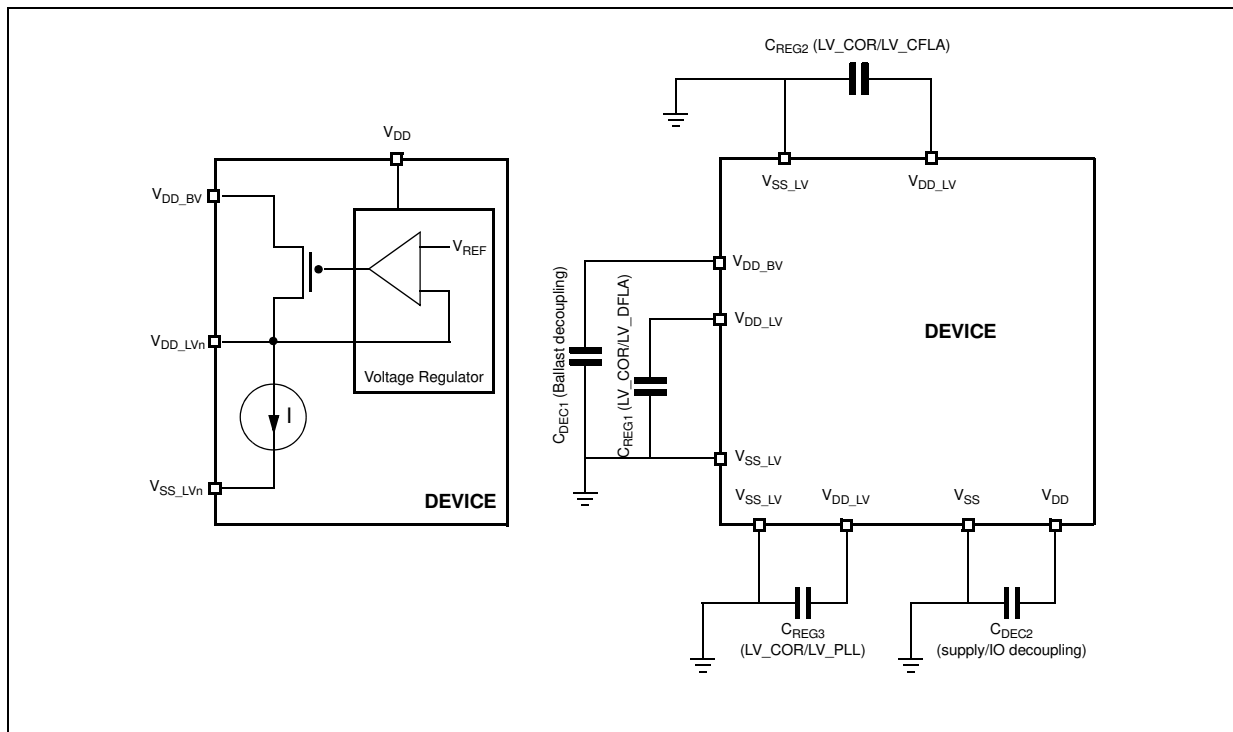 VDD
VDD_BV
VREF
VDD_LVn
Voltage Regulator
I
VSS_LVn
DEVICE
CREG2 (LV_COR/LV_CFLA)
VSS_LV
VDD_LV
VDD_BV
VDD_LV
DEVICE
CDEC1 (Ballast decoupling)
CREG1 (LV_COR/LV_DFLA)
VSS_LV
VSS_LV
VDD_LV
VSS
VDD
CREG3
(LV_COR/LV_PLL)
CDEC2
(supply/IO decoupling)